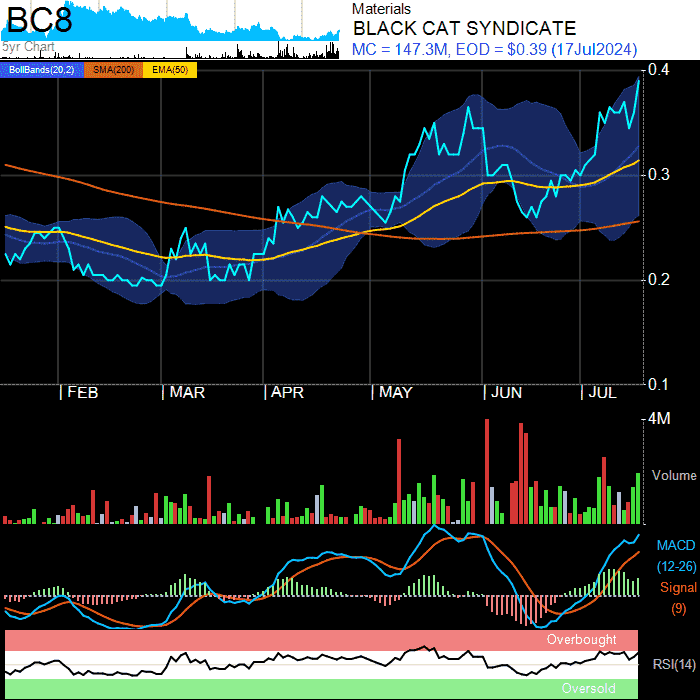 BC8
5yr Chart
Materials
BLACK CAT SYNDICATE
MC = 147.3M, EOD = $0.39 (17Jul2024)
BollBands(20,2) SMA(200) EMA(50)
0.4
0.3
0.2
0.1
FEB MAR APR MAY JUN JUL
4M
Volume
MACD
(12-26)
Signal
(9)
Overbought
RSI(14)
Oversold